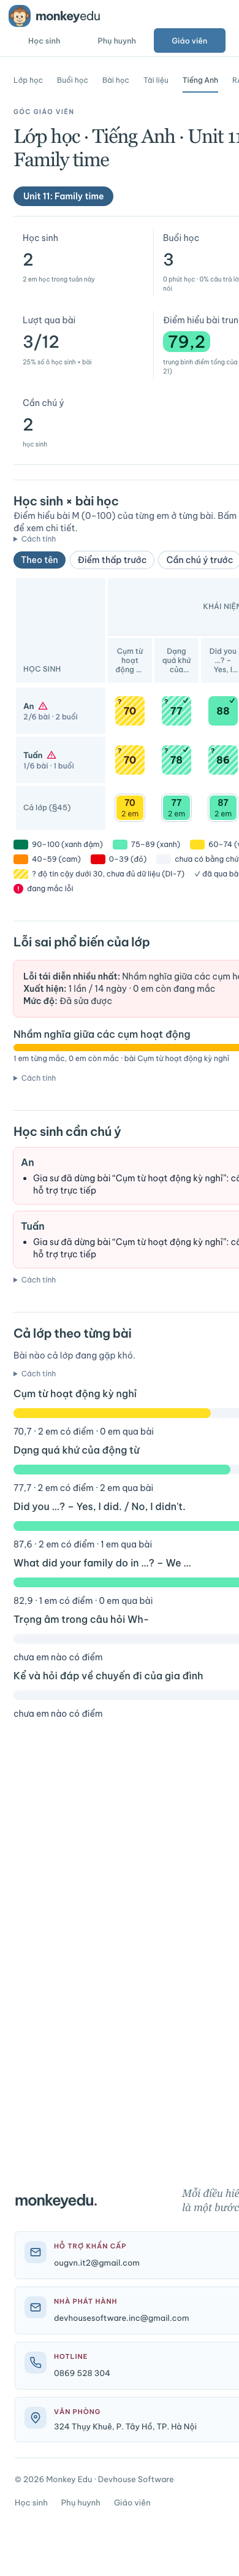 monkeyedu
Học sinh
Phụ huynh
Giáo viên
Lớp học
Buổi học
Bài học
Tài liệu
Tiếng Anh
GÓC GIÁO VIÊN
Lớp học · Tiếng Anh · Unit 11
Family time
Unit 11: Family time
Học sinh
2
2 em học trong tuần này
Buổi học
3
0 phút học · 0% câu trả lờ
nói
Lượt qua bài
3/12
25% số ô học sinh × bài
Điểm hiểu bài trun
79,2
trung bình điểm tổng của
21)
Cần chú ý
2
học sinh
Học sinh × bài học
Điểm hiểu bài M (0–100) của từng em ở từng bài. Bấm
để xem chi tiết.
▶ Cách tính
Theo tên
Điểm thấp trước
Cần chú ý trước
HỌC SINH
KHÁI NIỆN
Cụm từ
hoạt
động ...
Dạng
quá khứ
của...
Did you
...? –
Yes, I...
An
2/6 bài · 2 buổi
? 70
? 77 ✓
88 ✓
Tuấn
1/6 bài · 1 buổi
? 70
? 78 ✓
? 86
Cả lớp (§45)
70
2 em
77
2 em
87
2 em
90–100 (xanh đậm)
75–89 (xanh)
60–74 (v
40–59 (cam)
0–39 (đỏ)
chưa có bằng chứ
? độ tin cậy dưới 30, chưa đủ dữ liệu (DI-7)
✓ đã qua bà
! đang mắc lỗi
Lỗi sai phổ biến của lớp
Lỗi tái diễn nhiều nhất: Nhầm nghĩa giữa các cụm hơ
Xuất hiện: 1 lần / 14 ngày · 0 em còn đang mắc
Mức độ: Đã sửa được
Nhầm nghĩa giữa các cụm hoạt động
1 em từng mắc, 0 em còn mắc · bài Cụm từ hoạt động kỳ nghỉ
▶ Cách tính
Học sinh cần chú ý
An
• Gia sư đã dừng bài “Cụm từ hoạt động kỳ nghỉ”: cầ
hỗ trợ trực tiếp
Tuấn
• Gia sư đã dừng bài “Cụm từ hoạt động kỳ nghỉ”: cầ
hỗ trợ trực tiếp
▶ Cách tính
Cả lớp theo từng bài
Bài nào cả lớp đang gặp khó.
▶ Cách tính
Cụm từ hoạt động kỳ nghỉ
70,7 · 2 em có điểm · 0 em qua bài
Dạng quá khứ của động từ
77,7 · 2 em có điểm · 2 em qua bài
Did you ...? – Yes, I did. / No, I didn't.
87,6 · 2 em có điểm · 1 em qua bài
What did your family do in ...? – We ...
82,9 · 1 em có điểm · 0 em qua bài
Trọng âm trong câu hỏi Wh-
chưa em nào có điểm
Kể và hỏi đáp về chuyến đi của gia đình
chưa em nào có điểm
monkeyedu.
Mỗi điều hiể
là một bước
HỖ TRỢ KHẨN CẤP
ougvn.it2@gmail.com
NHÀ PHÁT HÀNH
devhousesoftware.inc@gmail.com
HOTLINE
0869 528 304
VĂN PHÒNG
324 Thụy Khuê, P. Tây Hồ, TP. Hà Nội
© 2026 Monkey Edu · Devhouse Software
Học sinh
Phụ huynh
Giáo viên